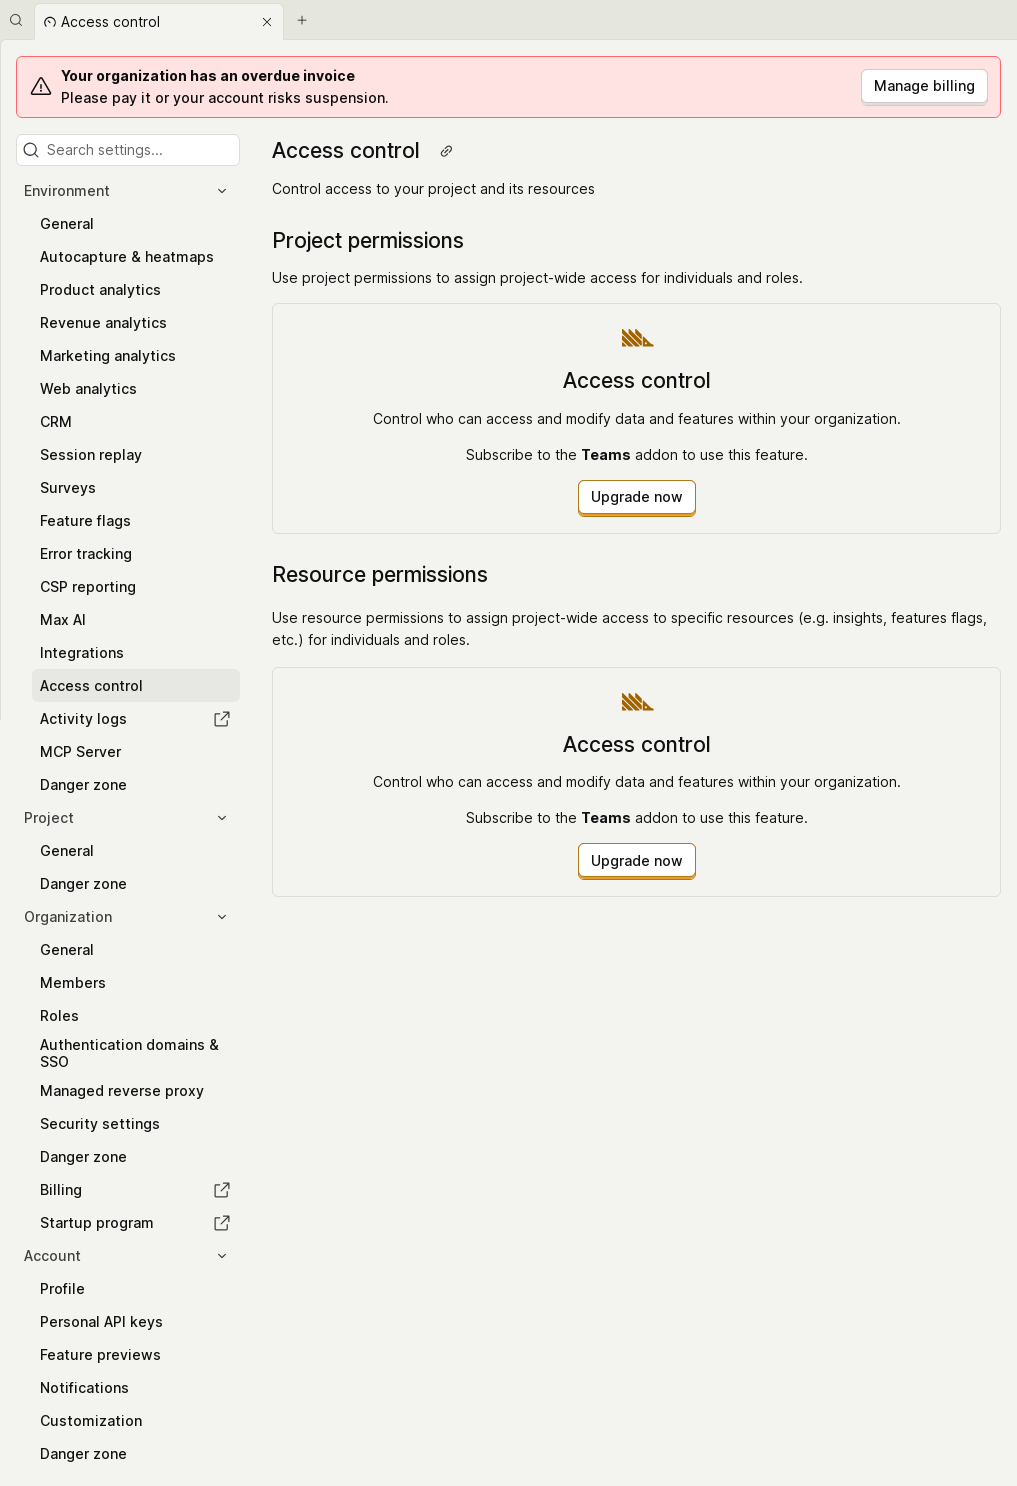 Access control
Your organization has an overdue invoice
Please pay it or your account risks suspension.
Manage billing
Search settings...
Environment
General
Autocapture & heatmaps
Product analytics
Revenue analytics
Marketing analytics
Web analytics
CRM
Session replay
Surveys
Feature flags
Error tracking
CSP reporting
Max AI
Integrations
Access control
Activity logs
MCP Server
Danger zone
Project
General
Danger zone
Organization
General
Members
Roles
Authentication domains &
SSO
Managed reverse proxy
Security settings
Danger zone
Billing
Startup program
Account
Profile
Personal API keys
Feature previews
Notifications
Customization
Danger zone
Access control
Control access to your project and its resources
Project permissions
Use project permissions to assign project-wide access for individuals and roles.
Access control
Control who can access and modify data and features within your organization.
Subscribe to the Teams addon to use this feature.
Upgrade now
Resource permissions
Use resource permissions to assign project-wide access to specific resources (e.g. insights, features flags,
etc.) for individuals and roles.
Access control
Control who can access and modify data and features within your organization.
Subscribe to the Teams addon to use this feature.
Upgrade now